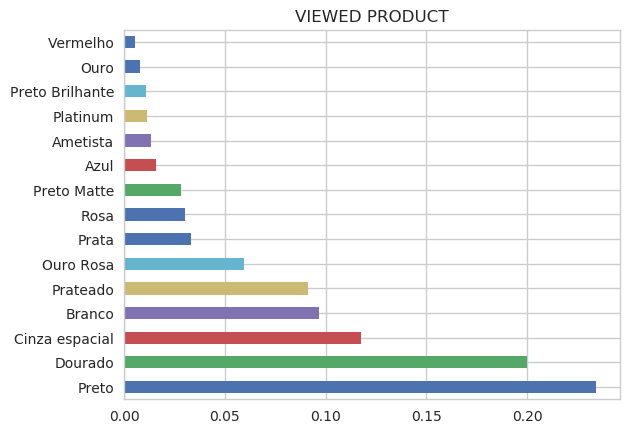 VIEWED PRODUCT
Vermelho
Ouro
Preto Brilhante
Platinum
Ametista
Azul
Preto Matte
Rosa
Prata
Ouro Rosa
Prateado
Branco
Cinza espacial
Dourado
Preto
0.00 0.05 0.10 0.15 0.20